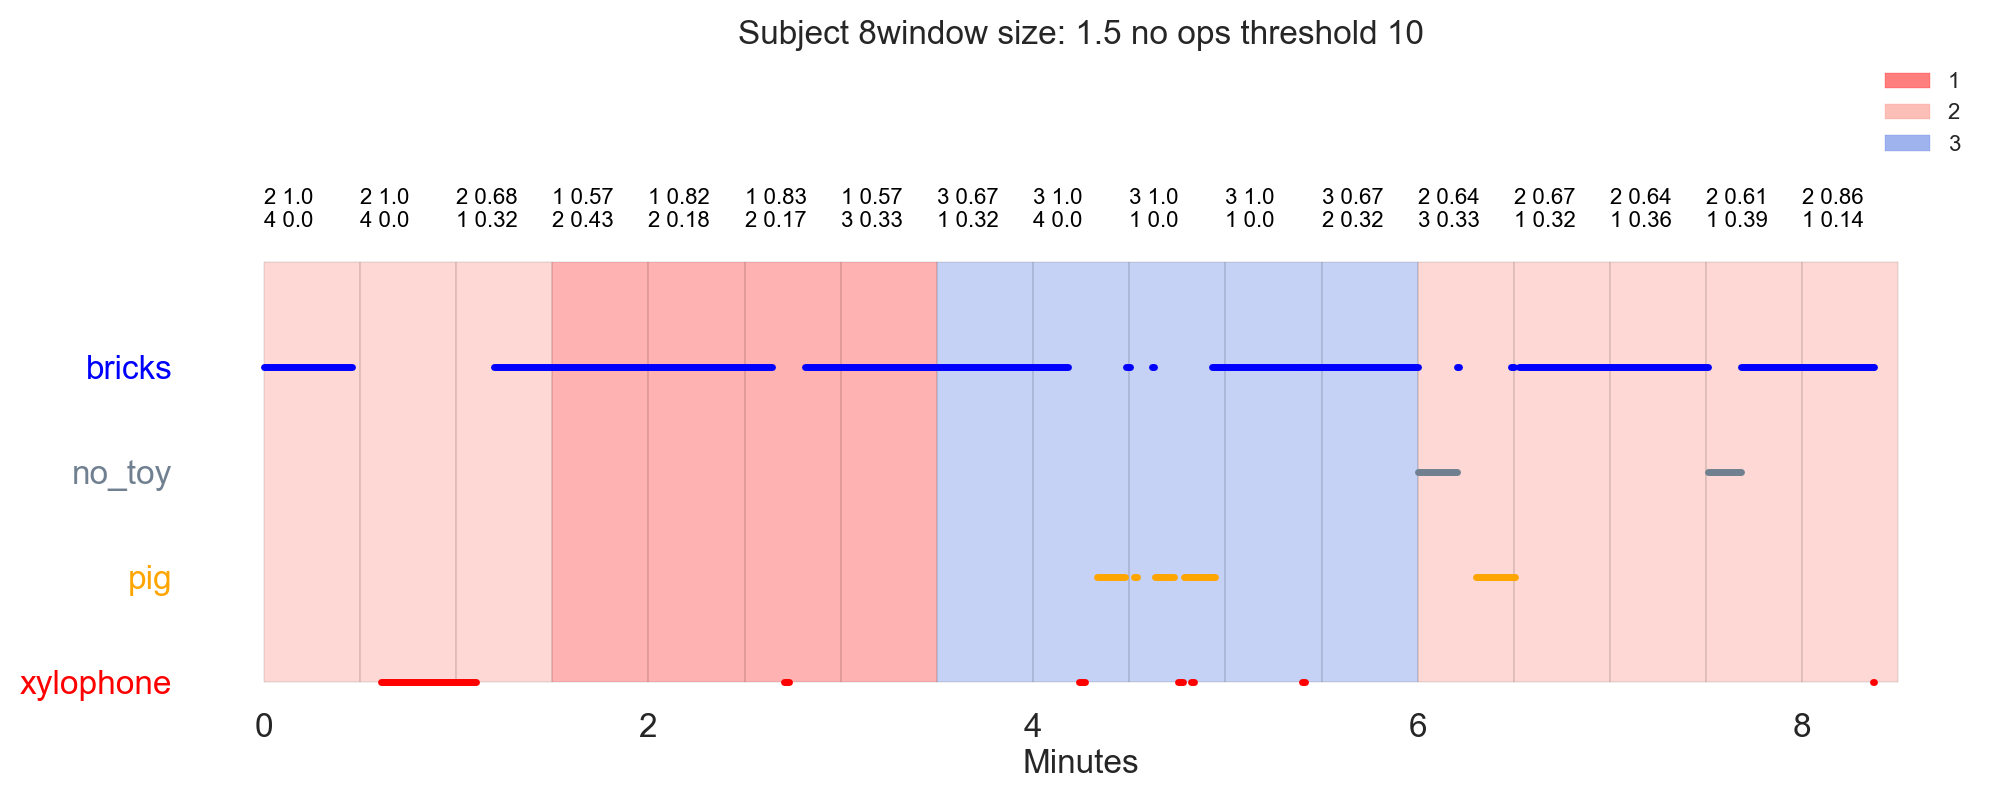 Subject 8window size: 1.5 no ops threshold 10
1
2
3
2 1.0 2 1.0 2 0.68 1 0.57 1 0.82 1 0.83 1 0.57 3 0.67 3 1.0 3 1.0 3 1.0 3 0.67 2 0.64 2 0.67 2 0.64 2 0.61 2 0.86
4 0.0 4 0.0 1 0.32 2 0.43 2 0.18 2 0.17 3 0.33 1 0.32 4 0.0 1 0.0 1 0.0 2 0.32 3 0.33 1 0.32 1 0.36 1 0.39 1 0.14
bricks
no_toy
pig
xylophone
0 2 4 6 8
Minutes